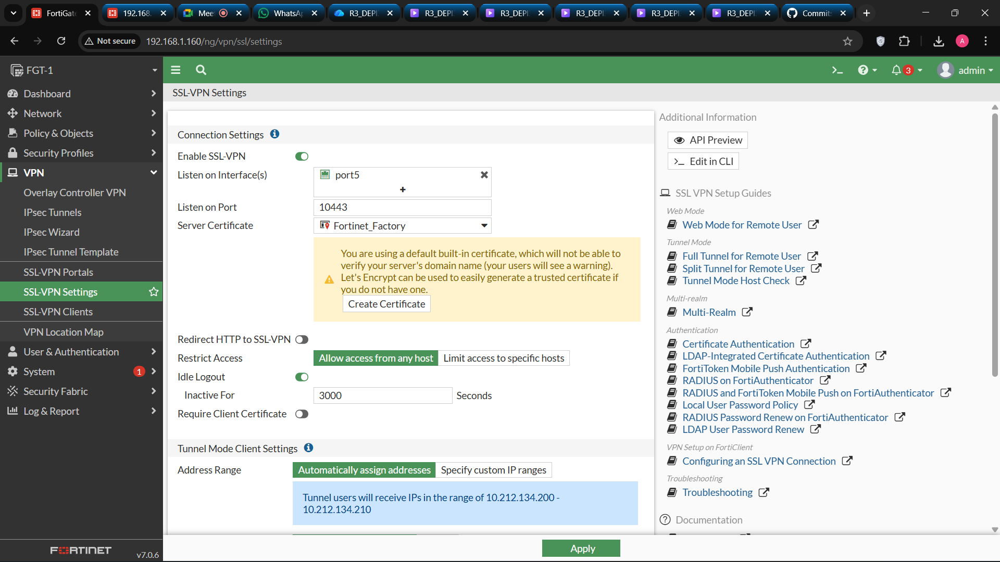 FortiGate
192.168.
Meet
WhatsAp
R3_DEPI
R3_DEPI
R3_DEPI
R3_DEPI
R3_DEPI
R3_DEPI
Commits
Not secure
192.168.1.160/ng/vpn/ssl/settings
A
FGT-1
3
admin
Dashboard
Network
Policy & Objects
Security Profiles
VPN
Overlay Controller VPN
IPsec Tunnels
IPsec Wizard
IPsec Tunnel Template
SSL-VPN Portals
SSL-VPN Settings
SSL-VPN Clients
VPN Location Map
User & Authentication
System 1
Security Fabric
Log & Report
FORTINET
v7.0.6
SSL-VPN Settings
Connection Settings
Enable SSL-VPN
Listen on Interface(s)
port5
Listen on Port
10443
Server Certificate
Fortinet_Factory
You are using a default built-in certificate, which will not be able to
verify your server's domain name (your users will see a warning).
Let's Encrypt can be used to easily generate a trusted certificate if
you do not have one.
Create Certificate
Redirect HTTP to SSL-VPN
Restrict Access
Allow access from any host
Limit access to specific hosts
Idle Logout
Inactive For
3000
Seconds
Require Client Certificate
Tunnel Mode Client Settings
Address Range
Automatically assign addresses
Specify custom IP ranges
Tunnel users will receive IPs in the range of 10.212.134.200 -
10.212.134.210
Apply
Additional Information
API Preview
Edit in CLI
SSL VPN Setup Guides
Web Mode
Web Mode for Remote User
Tunnel Mode
Full Tunnel for Remote User
Split Tunnel for Remote User
Tunnel Mode Host Check
Multi-realm
Multi-Realm
Authentication
Certificate Authentication
LDAP-Integrated Certificate Authentication
FortiToken Mobile Push Authentication
RADIUS on FortiAuthenticator
RADIUS and FortiToken Mobile Push on FortiAuthenticator
Local User Password Policy
RADIUS Password Renew on FortiAuthenticator
LDAP User Password Renew
VPN Setup on FortiClient
Configuring an SSL VPN Connection
Troubleshooting
Troubleshooting
Documentation